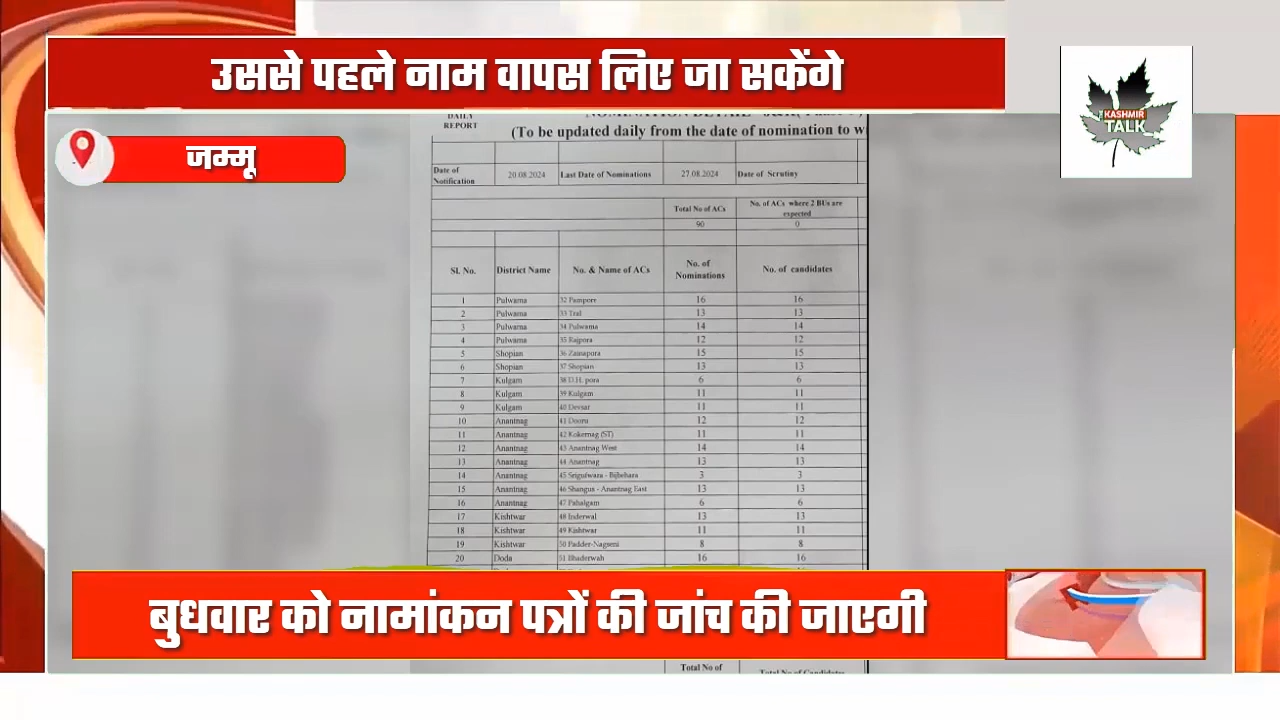 उससे पहले नाम वापस लिए जा सकेंगे
KASHMIR
TALK
जम्मू
DAILY
REPORT
(To be updated daily from the date of nomination to w
Date of Notification 20.08.2024 Last Date of Nominations 27.08.2024 Date of Scrutiny
Total No of ACs No. of ACs where 2 BUs are expected
90 0
Sl. No. District Name No. & Name of ACs No. of Nominations No. of candidates
1 Pulwama 32 Pampore 16 16
2 Pulwama 33 Tral 13 13
3 Pulwama 34 Pulwama 14 14
4 Pulwama 35 Rajpora 12 12
5 Shopian 36 Zainapora 15 15
6 Shopian 37 Shopian 13 13
7 Kulgam 38 D.H. pora 6 6
8 Kulgam 39 Kulgam 11 11
9 Kulgam 40 Devsar 11 11
10 Anantnag 41 Dooru 12 12
11 Anantnag 42 Kokernag (ST) 11 11
12 Anantnag 43 Anantnag West 14 14
13 Anantnag 44 Anantnag 13 13
14 Anantnag 45 Srigufwara - Bijbehara 3 3
15 Anantnag 46 Shangus - Anantnag East 13 13
16 Anantnag 47 Pahalgam 6 6
17 Kishtwar 48 Inderwal 13 13
18 Kishtwar 49 Kishtwar 11 11
19 Kishtwar 50 Padder-Nagseni 8 8
20 Doda 51 Bhaderwah 16 16
बुधवार को नामांकन पत्रों की जांच की जाएगी
Total No of